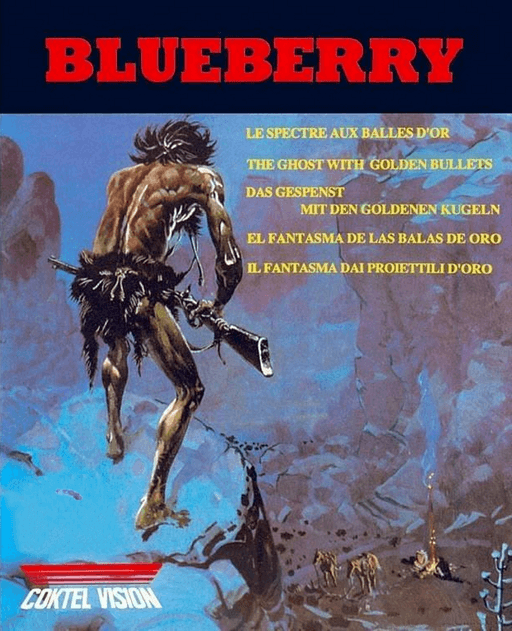 BLUEBERRY
LE SPECTRE AUX BALLES D'OR
THE GHOST WITH GOLDEN BULLETS
DAS GESPENST
MIT DEN GOLDENEN KUGELN
EL FANTASMA DE LAS BALAS DE ORO
IL FANTASMA DAI PROIETTILI D'ORO
COKTEL VISION